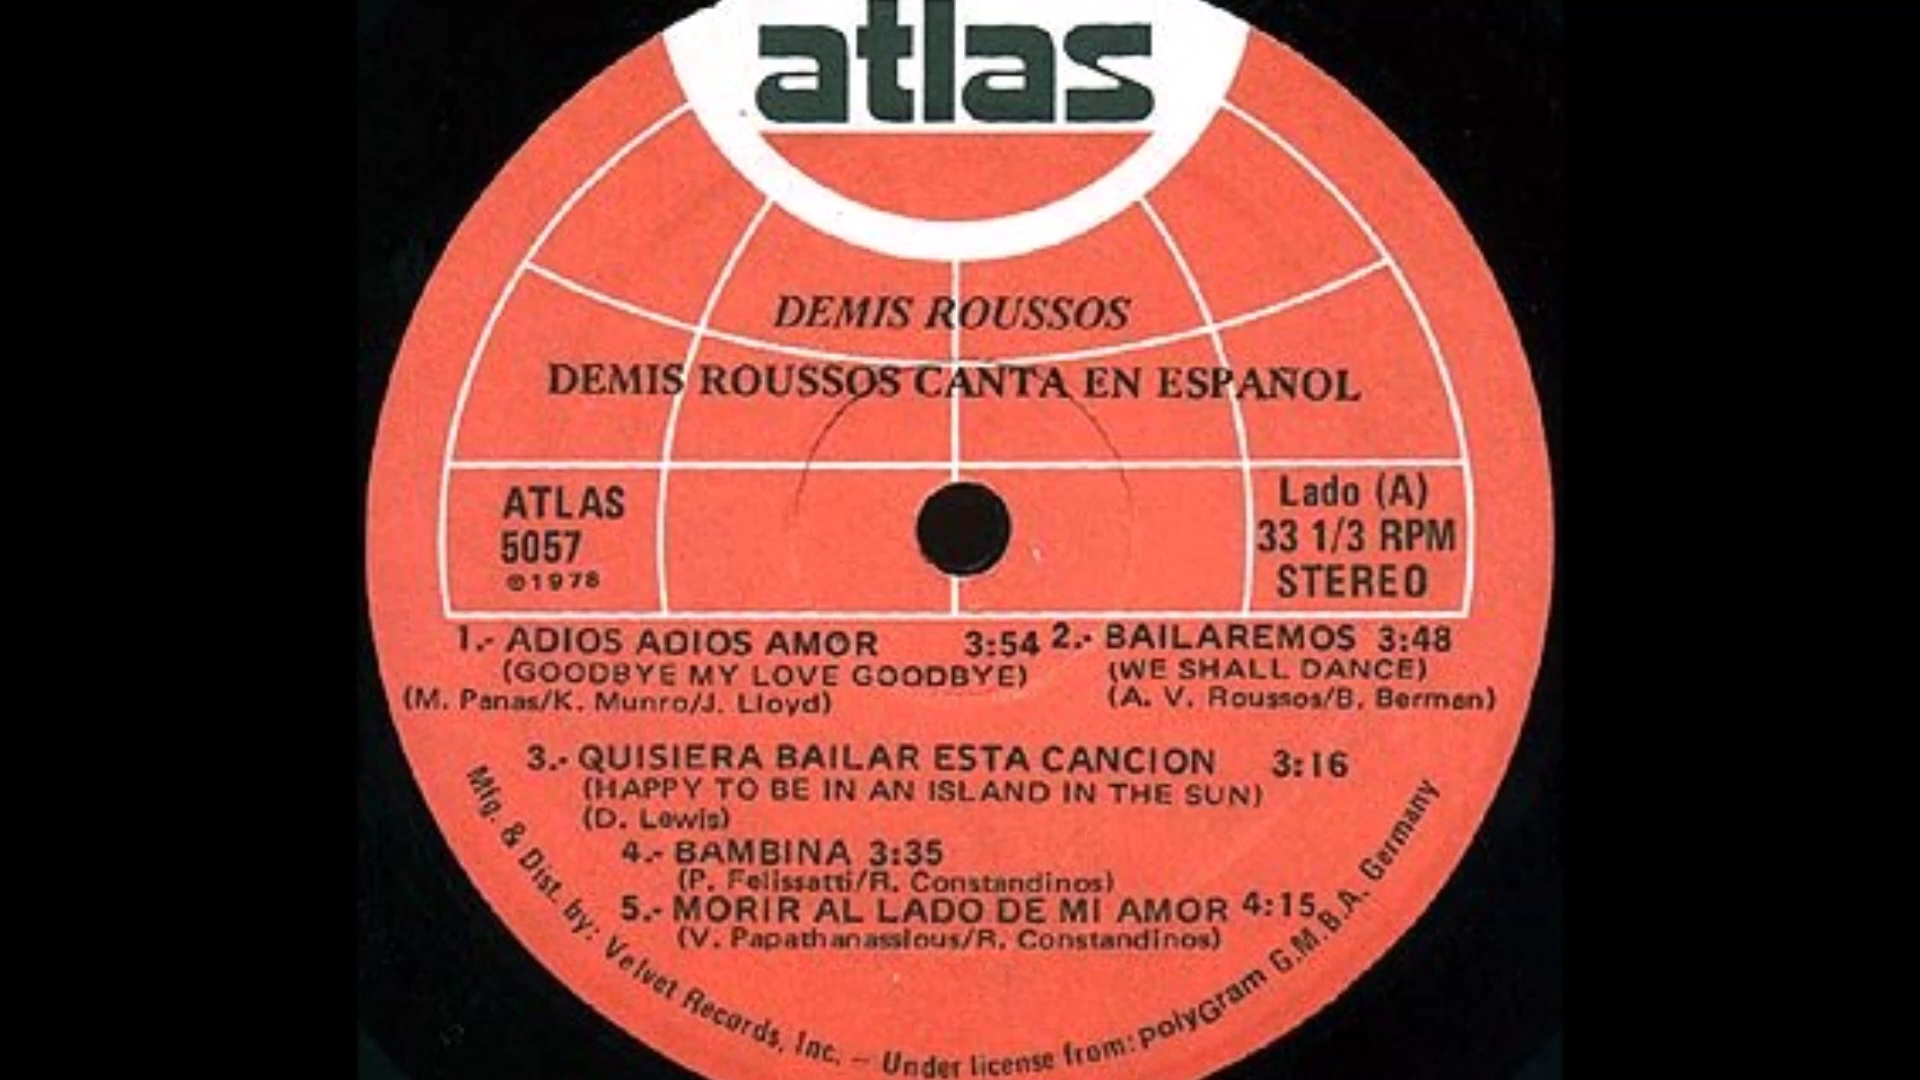 atlas
DEMIS ROUSSOS
DEMIS ROUSSOS CANTA EN ESPAÑOL
ATLAS
5057
©1978
Lado (A)
33 1/3 RPM
STEREO
1.- ADIOS ADIOS AMOR 3:54
(GOODBYE MY LOVE GOODBYE)
(M. Panas/K. Munro/J. Lloyd)
2.- BAILAREMOS 3:48
(WE SHALL DANCE)
(A. V. Roussos/B. Berman)
3.- QUISIERA BAILAR ESTA CANCION 3:16
(HAPPY TO BE IN AN ISLAND IN THE SUN)
(D. Lewis)
4.- BAMBINA 3:35
(P. Felissatti/R. Constandinos)
5.- MORIR AL LADO DE MI AMOR 4:15
(V. Papathanassious/R. Constandinos)
Mfg. & Dist. by: Velvet Records, Inc. – Under license from: PolyGram G.M.B.A. Germany